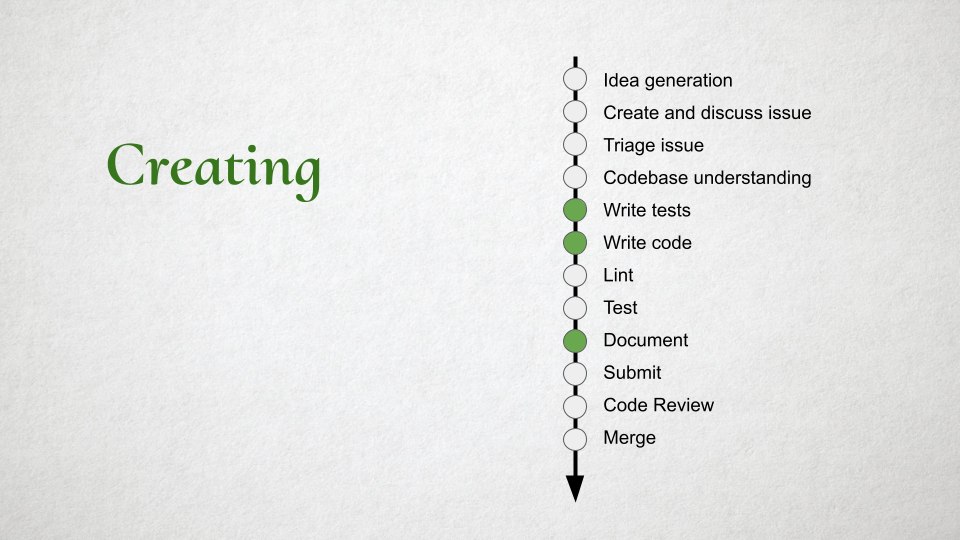 Creating
Idea generation
Create and discuss issue
Triage issue
Codebase understanding
Write tests
Write code
Lint
Test
Document
Submit
Code Review
Merge